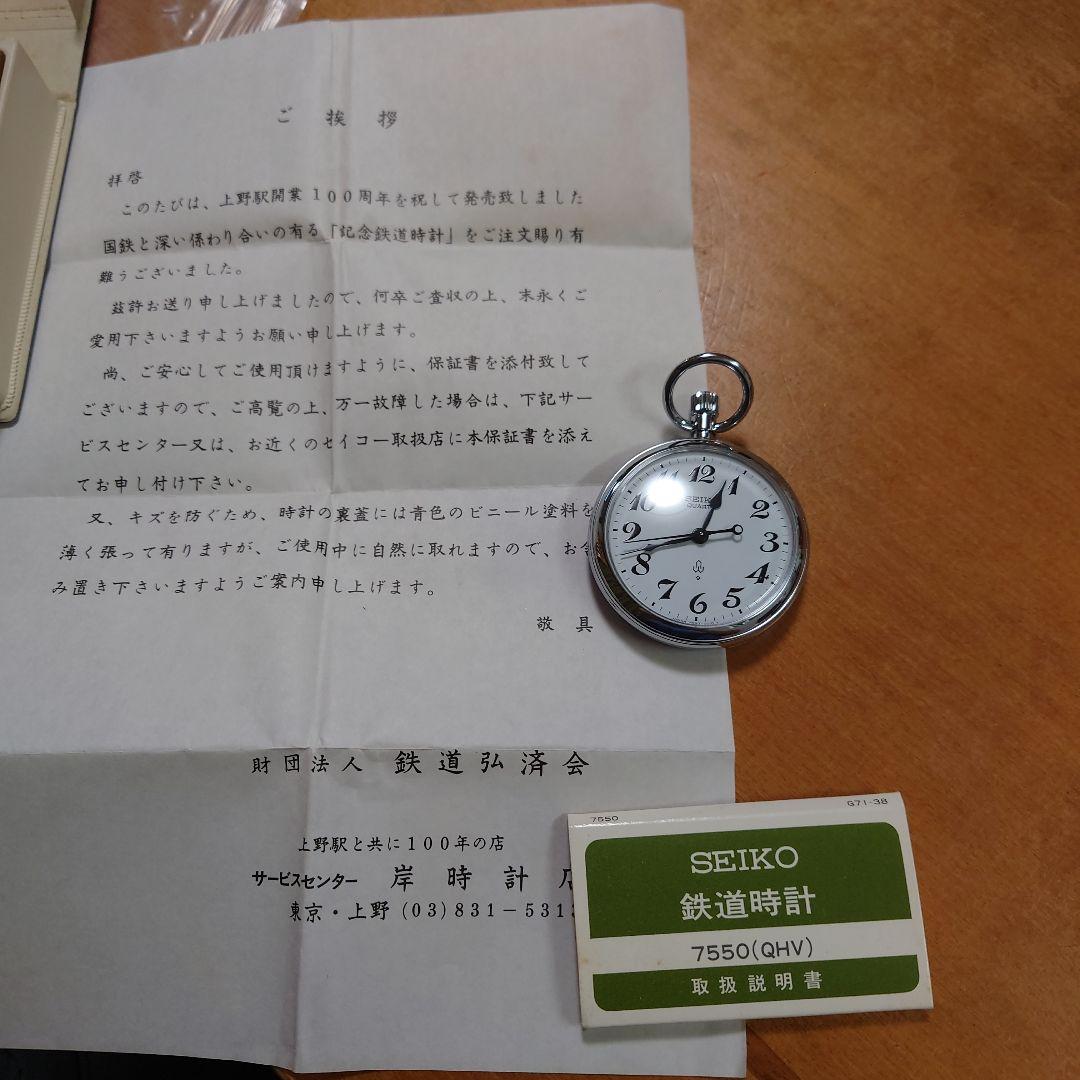 ご挨拶
拝啓
このたびは、上野駅開業100周年を祝して発売致しました
国鉄と深い係わり合いの有る「記念鉄道時計」をご注文賜り有
難うございました。
茲許お送り申し上げましたので、何卒ご査収の上、末永くご
愛用下さいますようお願い申し上げます。
尚、ご安心してご使用頂けますように、保証書を添付致して
ございますので、ご高覧の上、万一故障した場合は、下記サー
ビスセンター又は、お近くのセイコー取扱店に本保証書を添え
てお申し付け下さい。
又、キズを防ぐため、時計の裏蓋には青色のビニール塗料を
薄く張って有りますが、ご使用中に自然に取れますので、お含
み置き下さいますようご案内申し上げます。
敬具
財団法人 鉄道弘済会
上野駅と共に100年の店
サービスセンター 岸時計店
東京・上野(03)831-531
12
1
2
3
4
5
6
7
8
9
10
SEIKO
QUARTZ
7550
G71-38
SEIKO
鉄道時計
7550(QHV)
取扱説明書